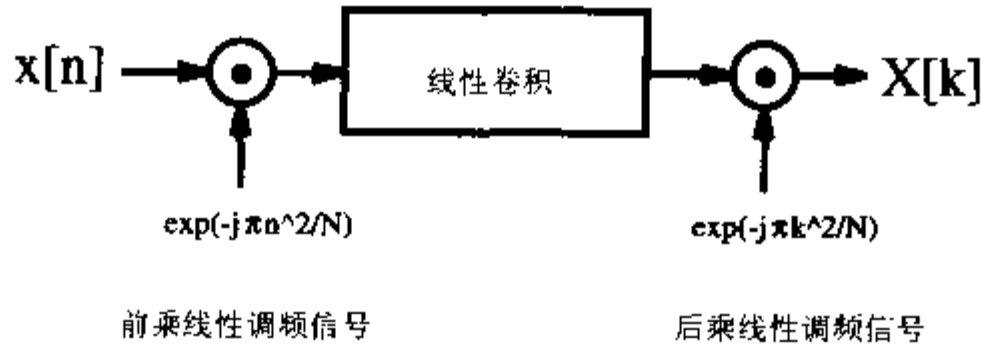 x[n]
线性卷积
X[k]
exp(-jπn^2/N)
exp(-jπk^2/N)
前乘线性调频信号
后乘线性调频信号